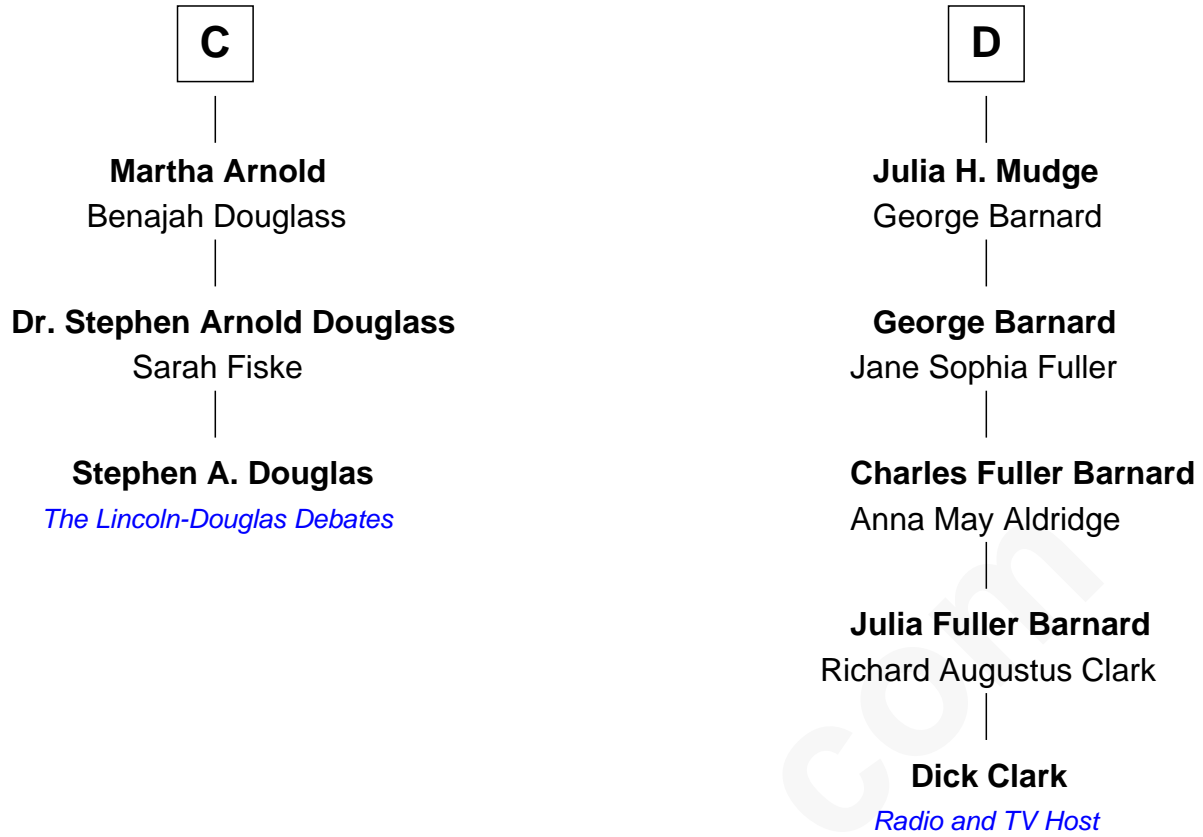 C
Martha Arnold
Benajah Douglass
Dr. Stephen Arnold Douglass
Sarah Fiske
Stephen A. Douglas
The Lincoln-Douglas Debates
D
Julia H. Mudge
George Barnard
George Barnard
Jane Sophia Fuller
Charles Fuller Barnard
Anna May Aldridge
Julia Fuller Barnard
Richard Augustus Clark
Dick Clark
Radio and TV Host
com